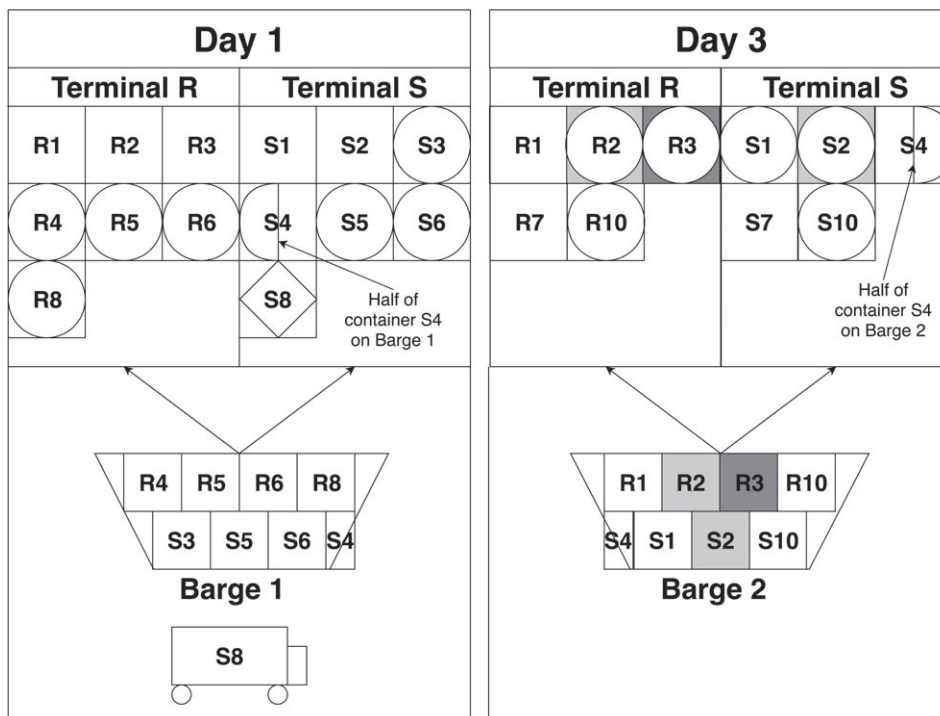 Day 1
Terminal R Terminal S
R1 R2 R3 S1 S2 S3
R4 R5 R6 S4 S5 S6
R8 S8
Half of
container S4
on Barge 1
R4 R5 R6 R8
S3 S5 S6 S4
Barge 1
S8
Day 3
Terminal R Terminal S
R1 R2 R3 S1 S2 S4
R7 R10 S7 S10
Half of
container S4
on Barge 2
R1 R2 R3 R10
S4 S1 S2 S10
Barge 2